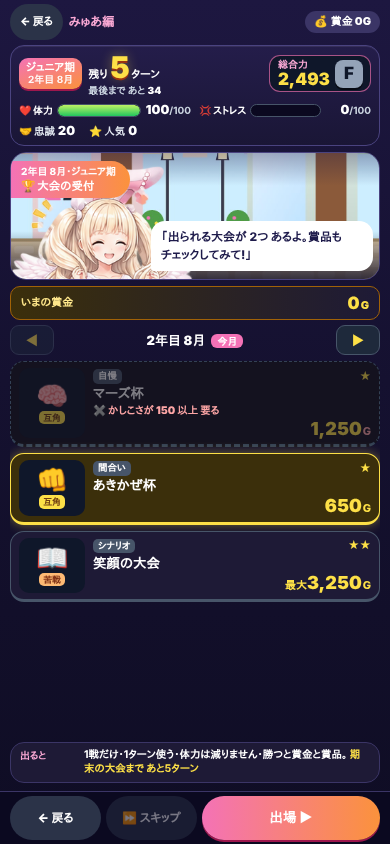 ← 戻る みゅあ編 💰 賞金 0G
ジュニア期
2年目 8月
残り5ターン
最後まで あと 34
総合力
2,493 F
❤️ 体力 100/100 💢 ストレス 0/0
🤝 忠誠 20 ⭐ 人気 0
2年目 8月・ジュニア期
🏆 大会の受付
「出られる大会が 2つ あるよ。賞品も
チェックしてみて!」
いまの賞金 0G
◀ 2年目 8月 今月 ▶
自慢 ★
マーズ杯
互角
✖ かしこさが 150 以上 要る
1,250G
間合い ★
あきかぜ杯
互角
650G
シナリオ ★★
笑顔の大会
苦戦
最大3,250G
出ると 1戦だけ・1ターン使う・体力は減りません・勝つと賞金と賞品。期
末の大会まで あと5ターン
← 戻る ⏩ スキップ 出場 ▶